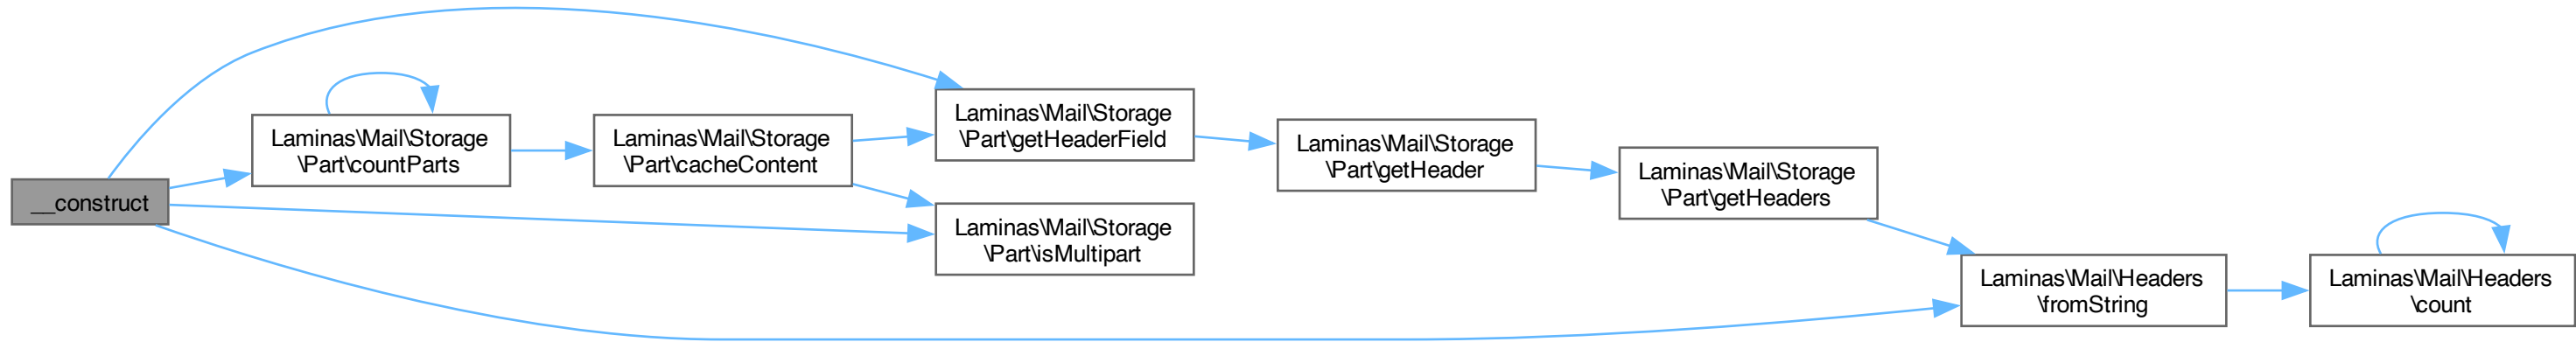 __construct
Laminas\Mail\Storage
\Part\countParts
Laminas\Mail\Storage
\Part\cacheContent
Laminas\Mail\Storage
\Part\getHeaderField
Laminas\Mail\Storage
\Part\isMultipart
Laminas\Mail\Storage
\Part\getHeader
Laminas\Mail\Storage
\Part\getHeaders
Laminas\Mail\Headers
\fromString
Laminas\Mail\Headers
\count